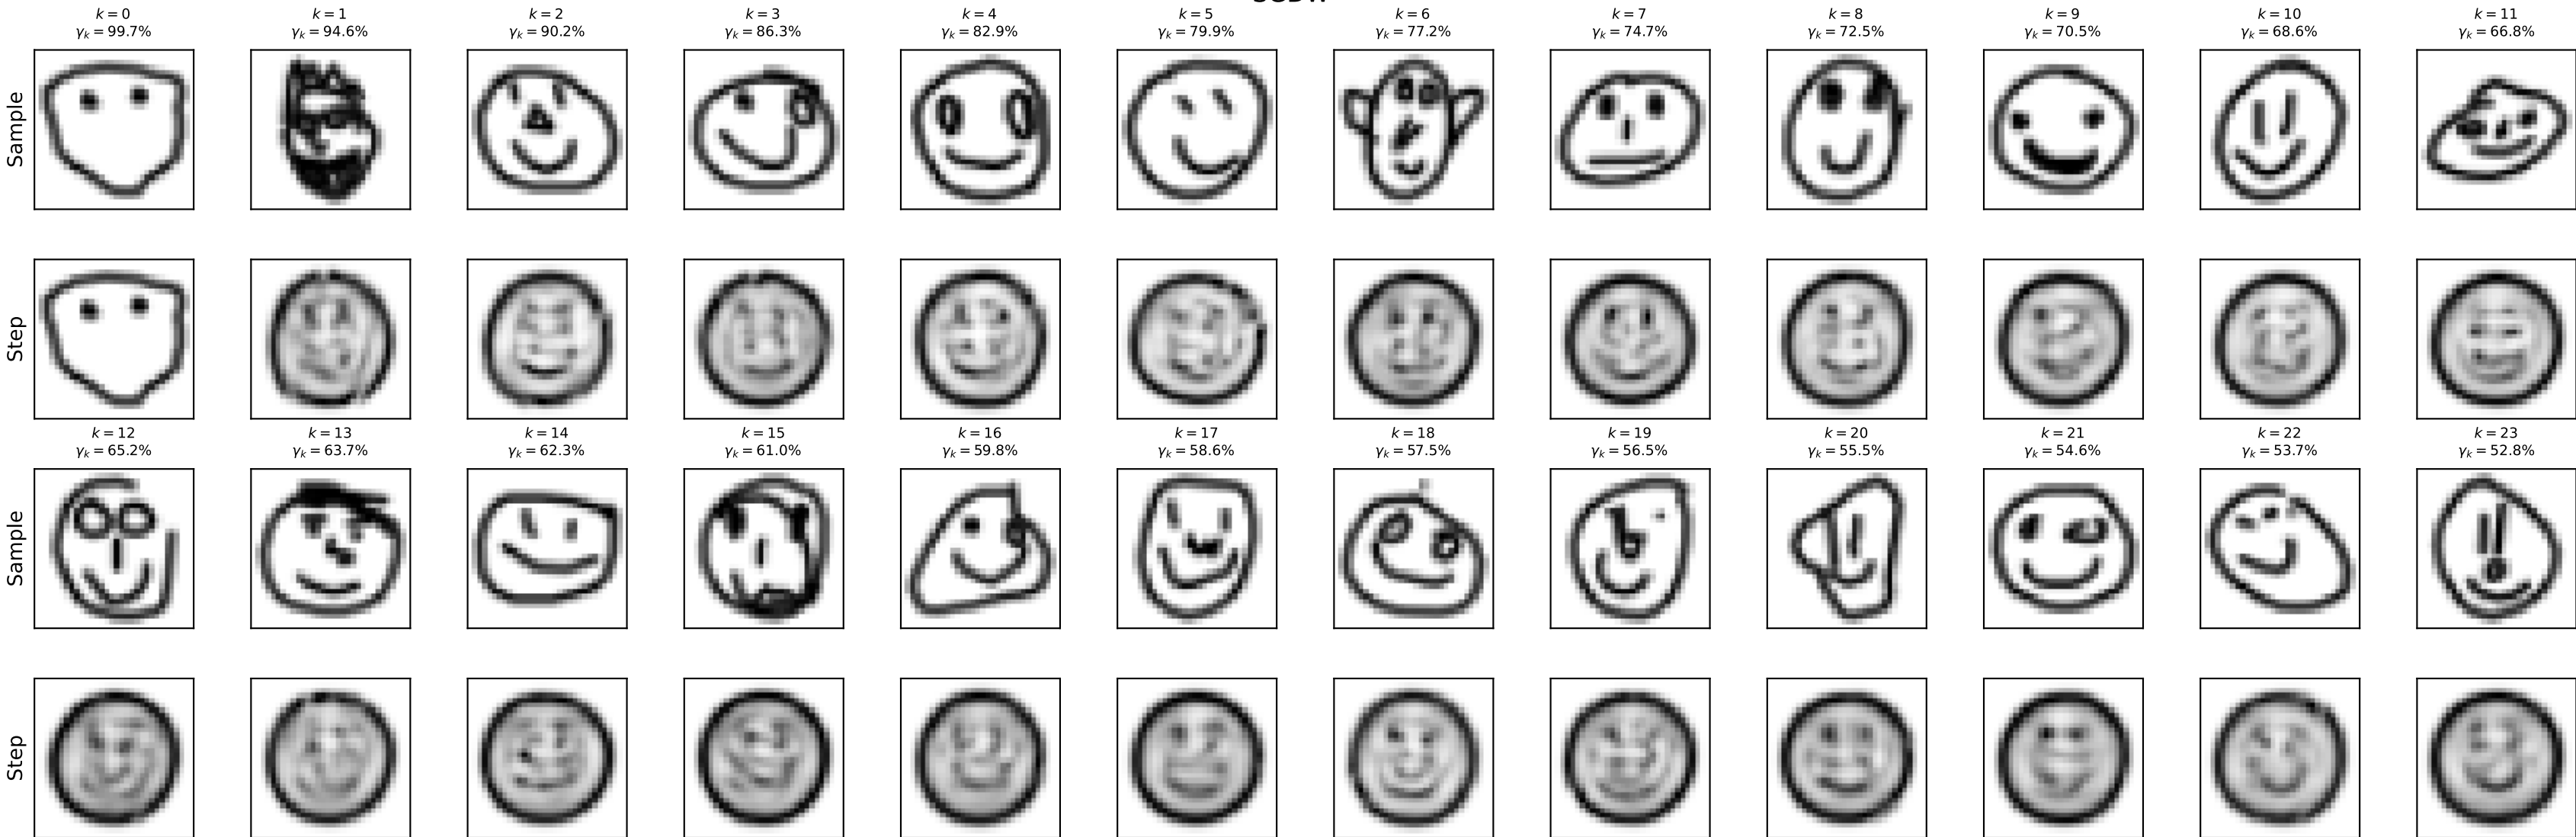 k = 0 k = 1 k = 2 k = 3 k = 4 k = 5 k = 6 k = 7 k = 8 k = 9 k = 10 k = 11
γk = 99.7% γk = 94.6% γk = 90.2% γk = 86.3% γk = 82.9% γk = 79.9% γk = 77.2% γk = 74.7% γk = 72.5% γk = 70.5% γk = 68.6% γk = 66.8%
Sample
Step
k = 12 k = 13 k = 14 k = 15 k = 16 k = 17 k = 18 k = 19 k = 20 k = 21 k = 22 k = 23
γk = 65.2% γk = 63.7% γk = 62.3% γk = 61.0% γk = 59.8% γk = 58.6% γk = 57.5% γk = 56.5% γk = 55.5% γk = 54.6% γk = 53.7% γk = 52.8%
Sample
Step